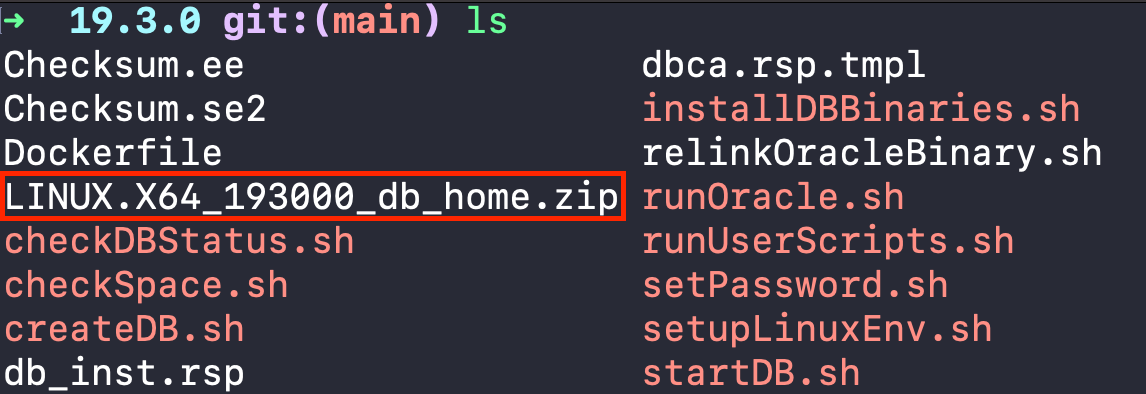 ➜ 19.3.0 git:(main) ls
Checksum.ee dbca.rsp.tmpl
Checksum.se2 installDBBinaries.sh
Dockerfile relinkOracleBinary.sh
LINUX.X64_193000_db_home.zip runOracle.sh
checkDBStatus.sh runUserScripts.sh
checkSpace.sh setPassword.sh
createDB.sh setupLinuxEnv.sh
db_inst.rsp startDB.sh